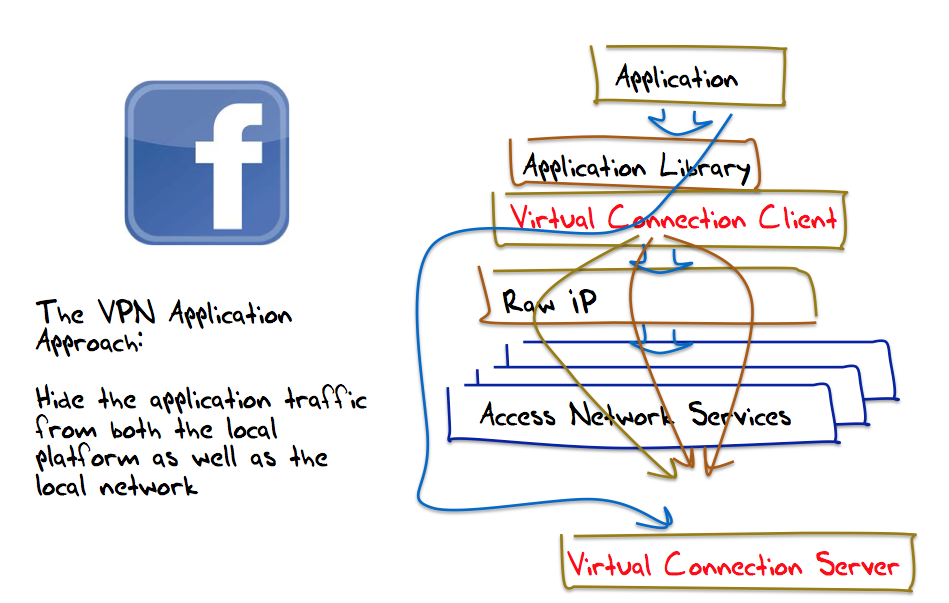 f
The VPN Application
Approach:
Hide the application traffic
from both the local
platform as well as the
local network
Application
Application Library
Virtual Connection Client
Raw iP
Access Network Services
Virtual Connection Server